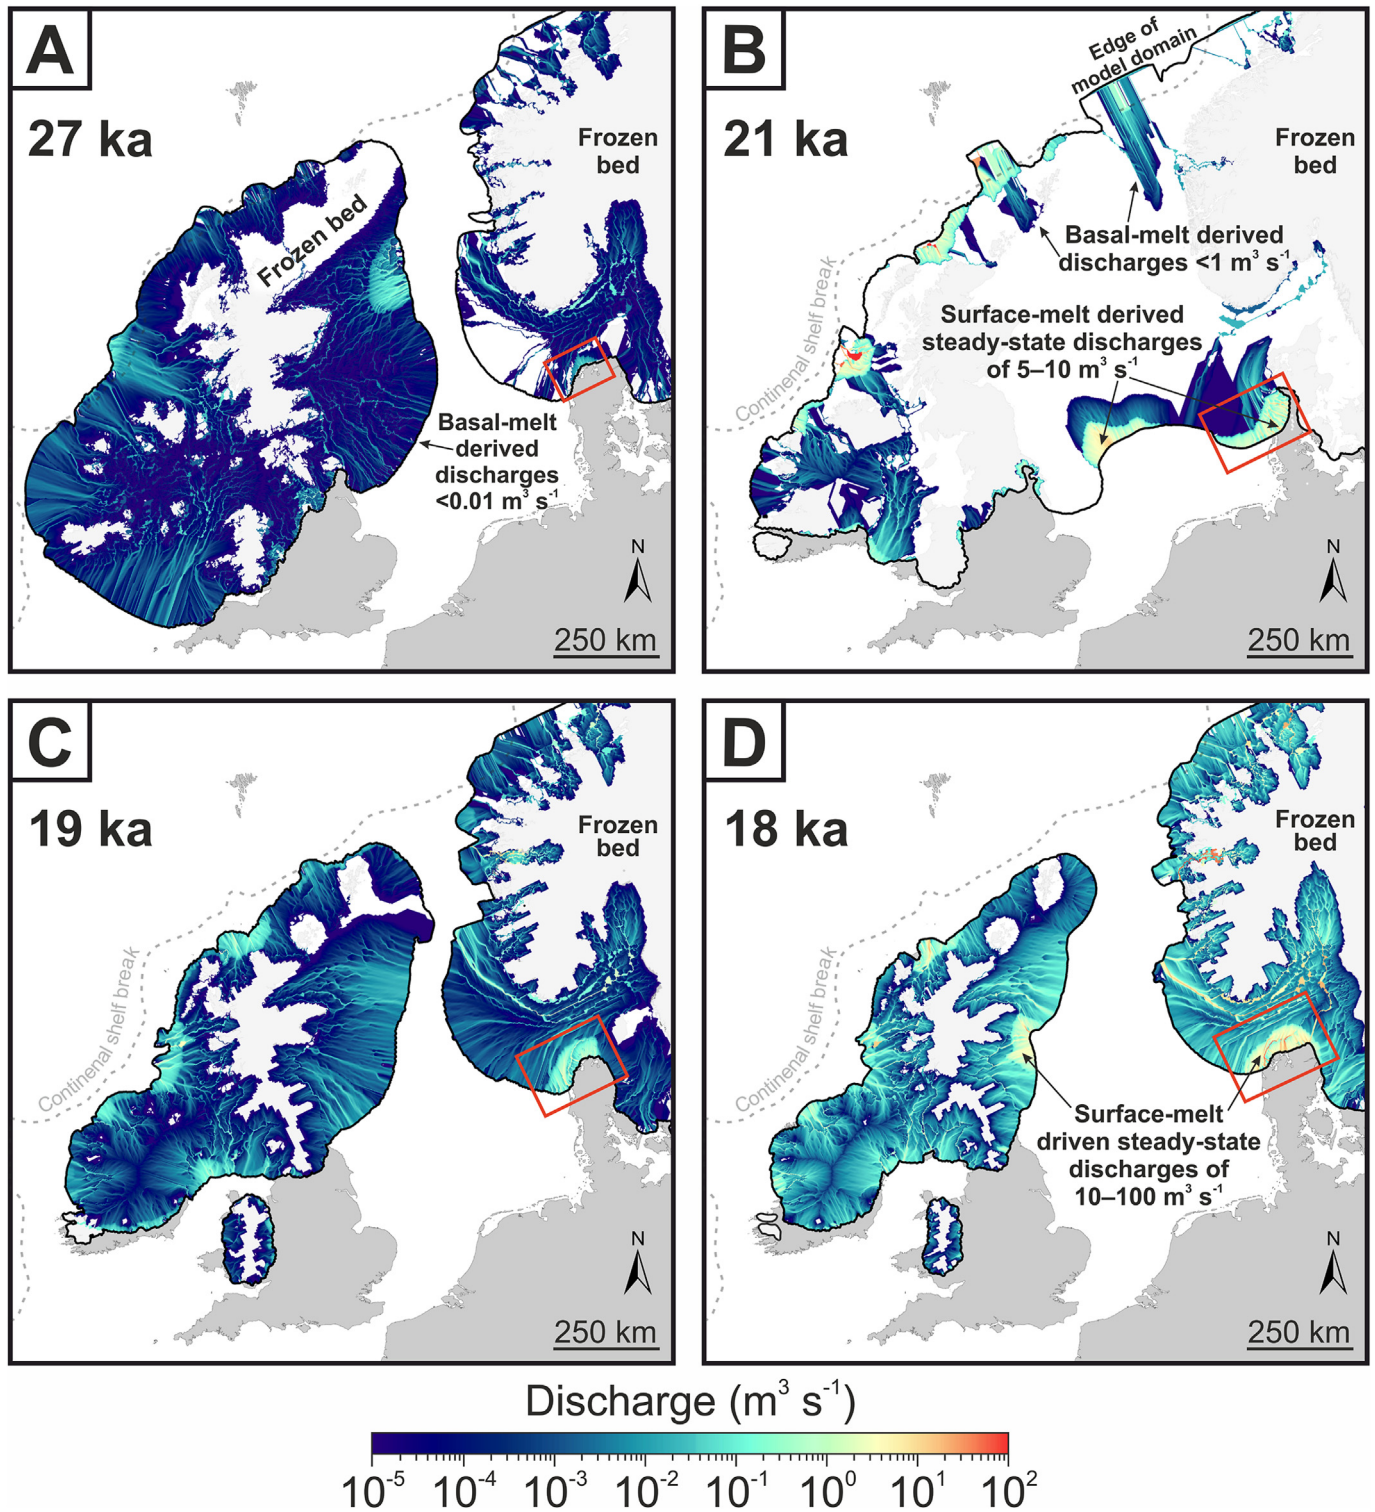 A
27 ka
Frozen bed
Frozen
bed
Basal-melt
derived
discharges
<0.01 m³ s⁻¹
N
250 km
B
21 ka
Edge of
model domain
Frozen
bed
Basal-melt derived
discharges <1 m³ s⁻¹
Continenal shelf break
Surface-melt derived
steady-state discharges
of 5–10 m³ s⁻¹
N
250 km
C
19 ka
Frozen
bed
Continenal shelf break
N
250 km
D
18 ka
Frozen
bed
Continenal shelf break
Surface-melt
driven steady-state
discharges of
10–100 m³ s⁻¹
N
250 km
Discharge (m³ s⁻¹)
10⁻⁵ 10⁻⁴ 10⁻³ 10⁻² 10⁻¹ 10⁰ 10¹ 10²